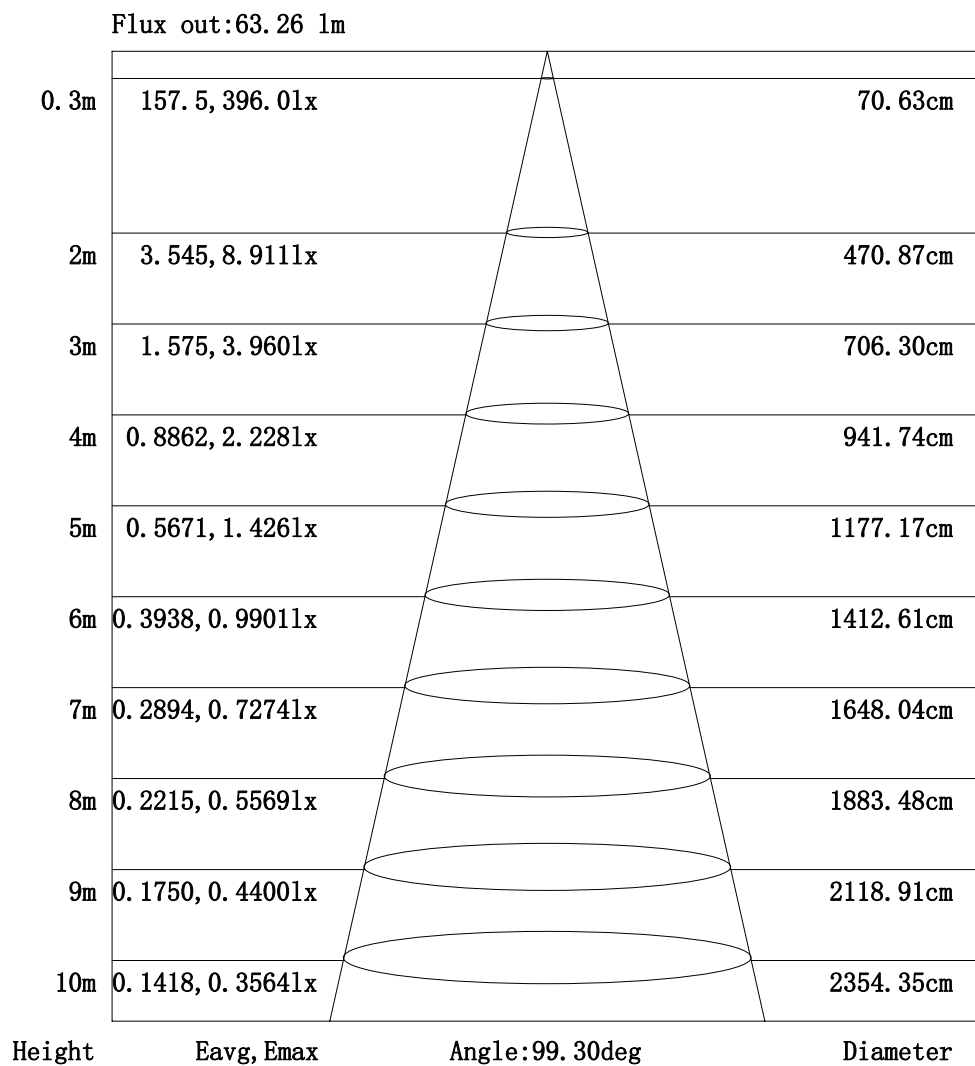 Flux out:63.26 lm
0.3m 157.5,396.0lx 70.63cm
2m 3.545,8.911lx 470.87cm
3m 1.575,3.960lx 706.30cm
4m 0.8862,2.228lx 941.74cm
5m 0.5671,1.426lx 1177.17cm
6m 0.3938,0.9901lx 1412.61cm
7m 0.2894,0.7274lx 1648.04cm
8m 0.2215,0.5569lx 1883.48cm
9m 0.1750,0.4400lx 2118.91cm
10m 0.1418,0.3564lx 2354.35cm
Height Eavg,Emax Angle:99.30deg Diameter